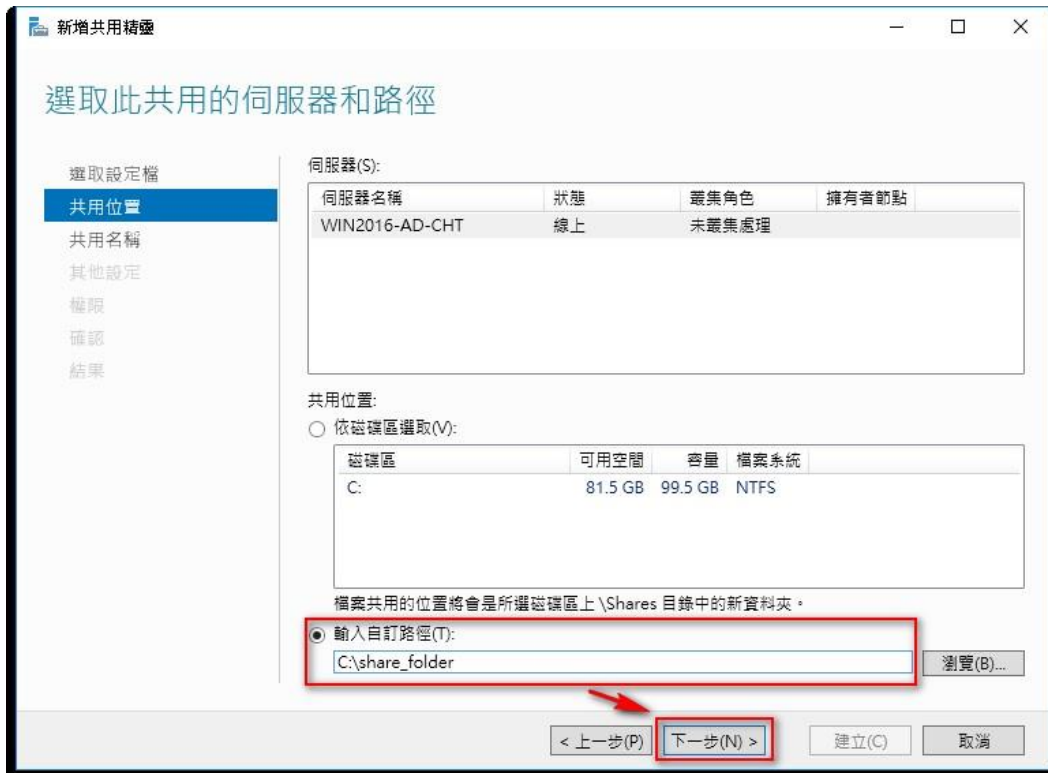 新增共用精靈
選取此共用的伺服器和路徑
選取設定檔
共用位置
共用名稱
其他設定
權限
確認
結果
伺服器(S):
伺服器名稱 狀態 叢集角色 擁有者節點
WIN2016-AD-CHT 線上 未叢集處理
共用位置:
依磁碟區選取(V):
磁碟區 可用空間 容量 檔案系統
C: 81.5 GB 99.5 GB NTFS
檔案共用的位置將會是所選磁碟區上 \Shares 目錄中的新資料夾。
輸入自訂路徑(T):
C:\share_folder
瀏覽(B)...
< 上一步(P) 下一步(N) > 建立(C) 取消